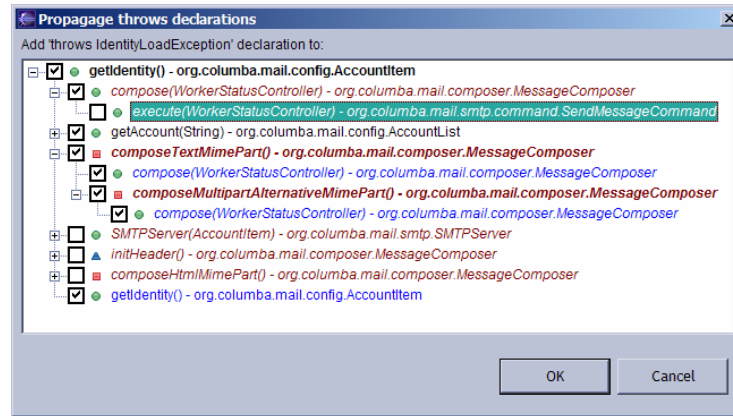 Propagage throws declarations
Add 'throws IdentityLoadException' declaration to:
getIdentity() - org.columba.mail.config.AccountItem
compose(WorkerStatusController) - org.columba.mail.composer.MessageComposer
execute(WorkerStatusController) - org.columba.mail.smtp.command.SendMessageCommand
getAccount(String) - org.columba.mail.config.AccountList
composeTextMimePart() - org.columba.mail.composer.MessageComposer
compose(WorkerStatusController) - org.columba.mail.composer.MessageComposer
composeMultipartAlternativeMimePart() - org.columba.mail.composer.MessageComposer
compose(WorkerStatusController) - org.columba.mail.composer.MessageComposer
SMTPServer(AccountItem) - org.columba.mail.smtp.SMTPServer
initHeader() - org.columba.mail.composer.MessageComposer
composeHtmlMimePart() - org.columba.mail.composer.MessageComposer
getIdentity() - org.columba.mail.config.AccountItem
OK Cancel